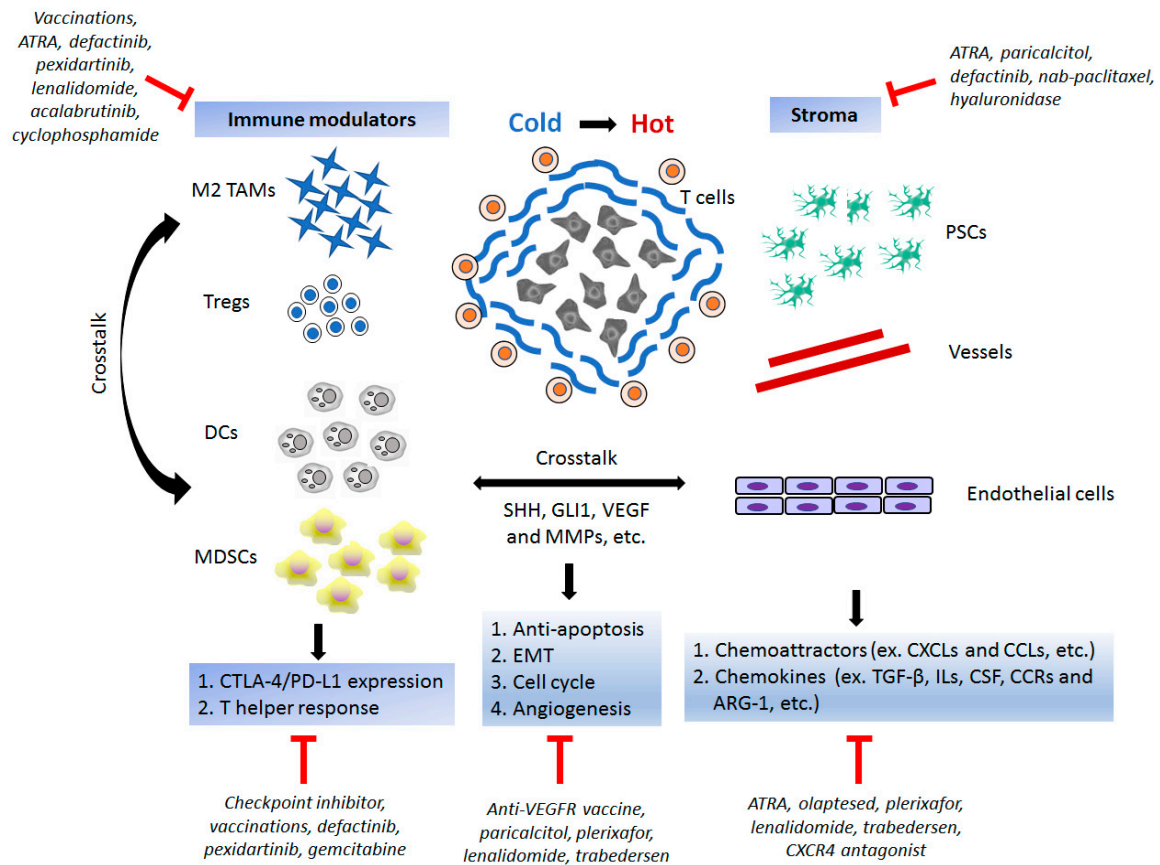 Vaccinations,
ATRA, defactinib,
pexidartinib,
lenalidomide,
acalabrutinib,
cyclophosphamide
ATRA, paricalcitol,
defactinib, nab-paclitaxel,
hyaluronidase
Immune modulators
Cold
Hot
Stroma
M2 TAMs
T cells
PSCs
Tregs
Crosstalk
Vessels
DCs
Crosstalk
SHH, GLI1, VEGF
and MMPs, etc.
Endothelial cells
MDSCs
1. CTLA-4/PD-L1 expression
2. T helper response
1. Anti-apoptosis
2. EMT
3. Cell cycle
4. Angiogenesis
1. Chemoattractors (ex. CXCLs and CCLs, etc.)
2. Chemokines (ex. TGF-β, ILs, CSF, CCRs and
ARG-1, etc.)
Checkpoint inhibitor,
vaccinations, defactinib,
pexidartinib, gemcitabine
Anti-VEGFR vaccine,
paricalcitol, plerixafor,
lenalidomide, trabedersen
ATRA, olaptesed, plerixafor,
lenalidomide, trabedersen,
CXCR4 antagonist